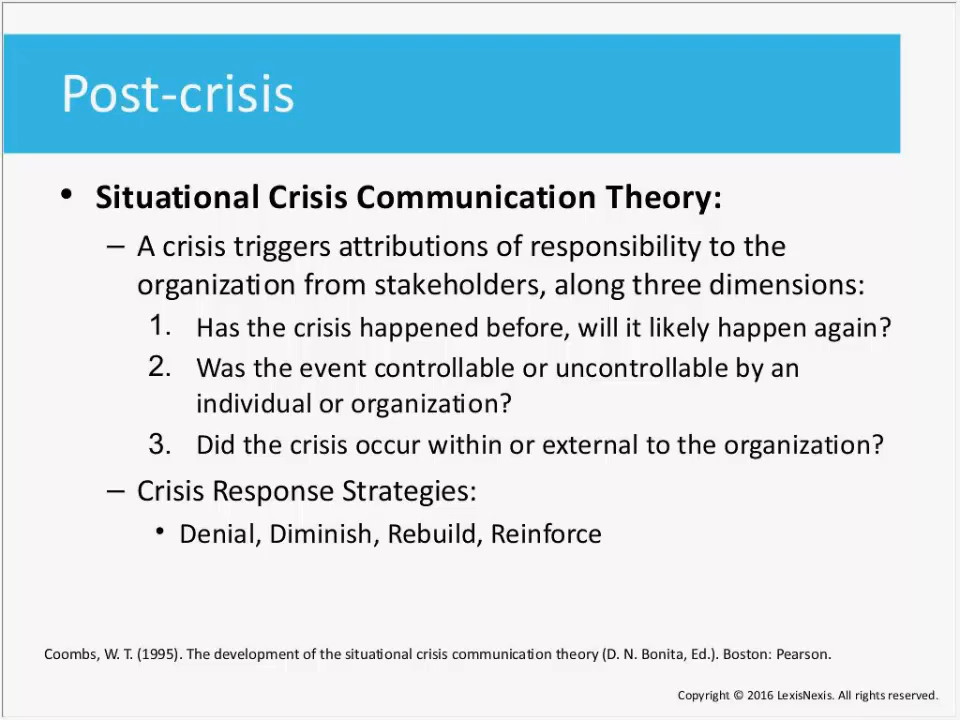 Post-crisis
• Situational Crisis Communication Theory:
– A crisis triggers attributions of responsibility to the
organization from stakeholders, along three dimensions:
1. Has the crisis happened before, will it likely happen again?
2. Was the event controllable or uncontrollable by an
individual or organization?
3. Did the crisis occur within or external to the organization?
– Crisis Response Strategies:
• Denial, Diminish, Rebuild, Reinforce
Coombs, W. T. (1995). The development of the situational crisis communication theory (D. N. Bonita, Ed.). Boston: Pearson.
Copyright © 2016 LexisNexis. All rights reserved.